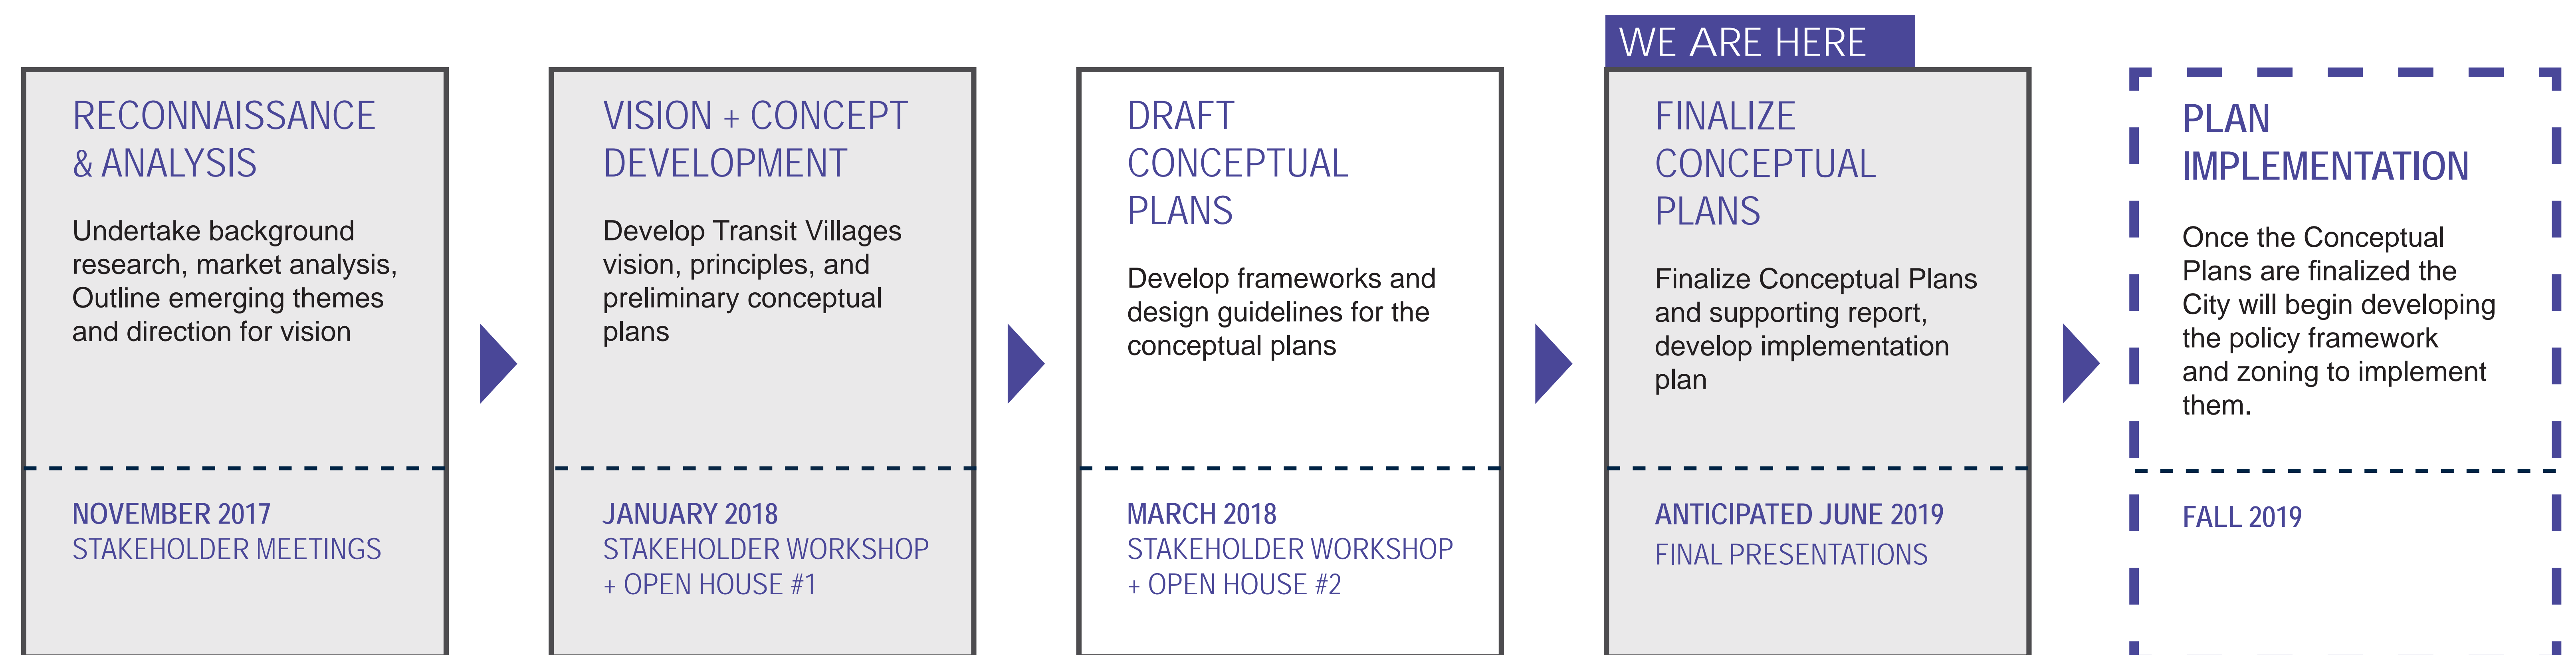 WE ARE HERE
RECONNAISSANCE
& ANALYSIS
Undertake background
research, market analysis,
Outline emerging themes
and direction for vision
NOVEMBER 2017
STAKEHOLDER MEETINGS
VISION + CONCEPT
DEVELOPMENT
Develop Transit Villages
vision, principles, and
preliminary conceptual
plans
JANUARY 2018
STAKEHOLDER WORKSHOP
+ OPEN HOUSE #1
DRAFT
CONCEPTUAL
PLANS
Develop frameworks and
design guidelines for the
conceptual plans
MARCH 2018
STAKEHOLDER WORKSHOP
+ OPEN HOUSE #2
FINALIZE
CONCEPTUAL
PLANS
Finalize Conceptual Plans
and supporting report,
develop implementation
plan
ANTICIPATED JUNE 2019
FINAL PRESENTATIONS
PLAN
IMPLEMENTATION
Once the Conceptual
Plans are finalized the
City will begin developing
the policy framework
and zoning to implement
them.
FALL 2019